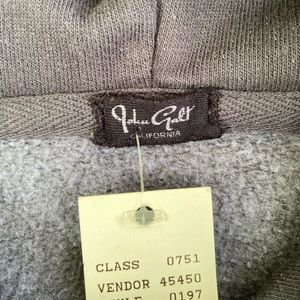 John Galt
CALIFORNIA
CLASS 0751
VENDOR 45450
0197